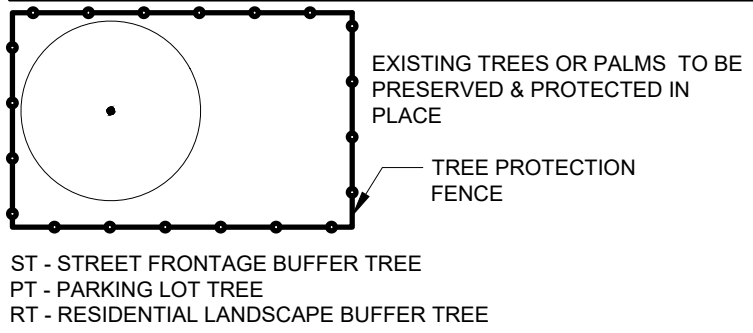 EXISTING TREES OR PALMS TO BE
PRESERVED & PROTECTED IN
PLACE
TREE PROTECTION
FENCE
ST - STREET FRONTAGE BUFFER TREE
PT - PARKING LOT TREE
RT - RESIDENTIAL LANDSCAPE BUFFER TREE